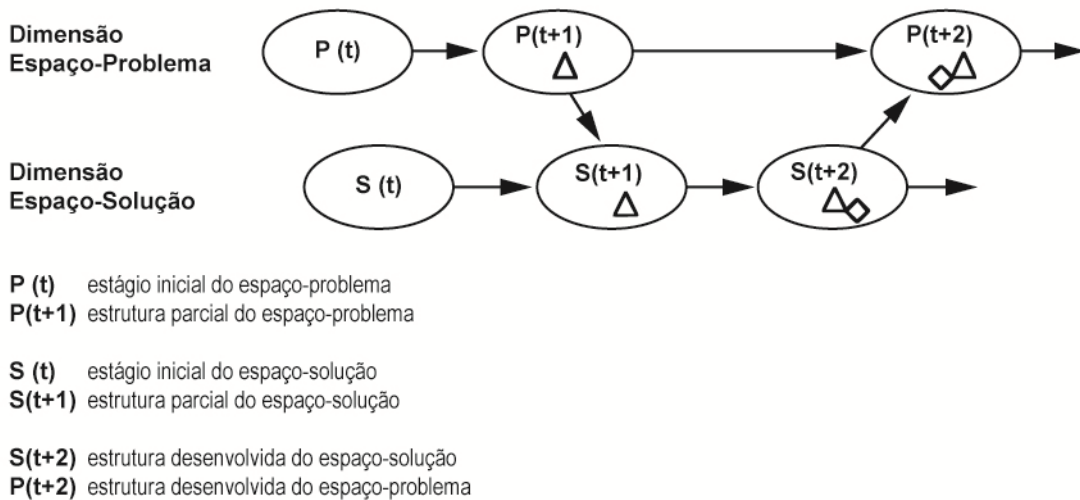 Dimensão
Espaço-Problema
P (t)
P(t+1)
P(t+2)
Dimensão
Espaço-Solução
S (t)
S(t+1)
S(t+2)
P (t) estágio inicial do espaço-problema
P(t+1) estrutura parcial do espaço-problema
S (t) estágio inicial do espaço-solução
S(t+1) estrutura parcial do espaço-solução
S(t+2) estrutura desenvolvida do espaço-solução
P(t+2) estrutura desenvolvida do espaço-problema